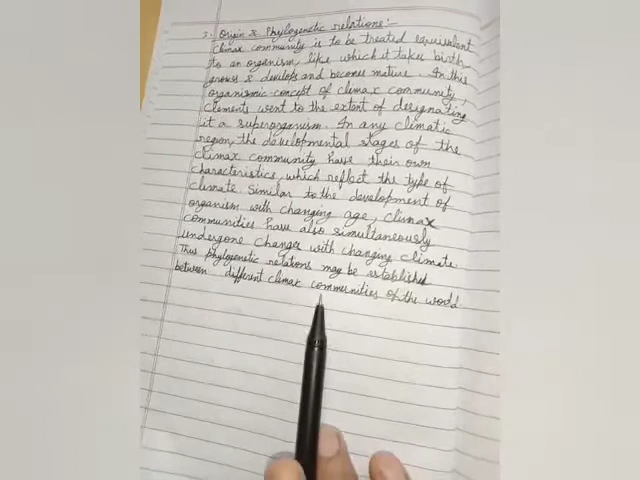 3. Origin & Phylogenetic relations:-
Climax community is to be treated equivalent
to an organism, like which it takes birth
grows & develops and becomes mature. In this
organismic concept of climax community,
Clements went to the extent of designating
it a superorganism. In any climatic
region, the developmental stages of the
climax community have their own
characteristics, which reflect the type of
climate. Similar to the development of
organism with changing age, climax
communities have also simultaneously
undergone changes with changing climate.
Thus phylogenetic relations may be established
between different climax communities of the world.